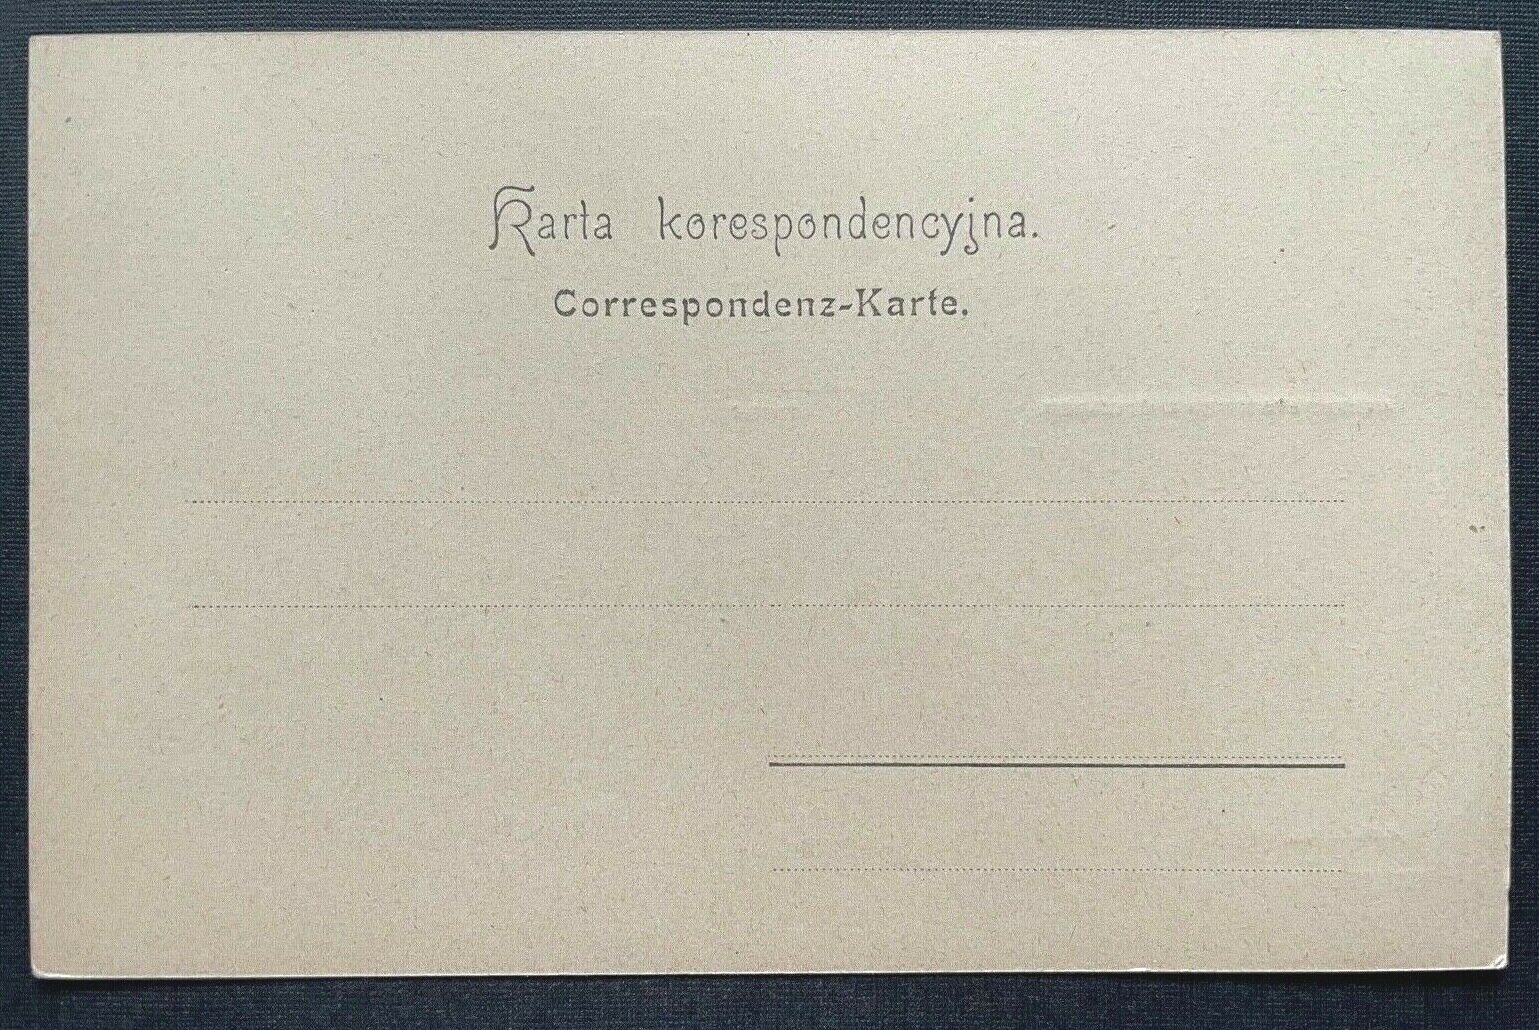 Karta korespondencyjna.
Correspondenz-Karte.